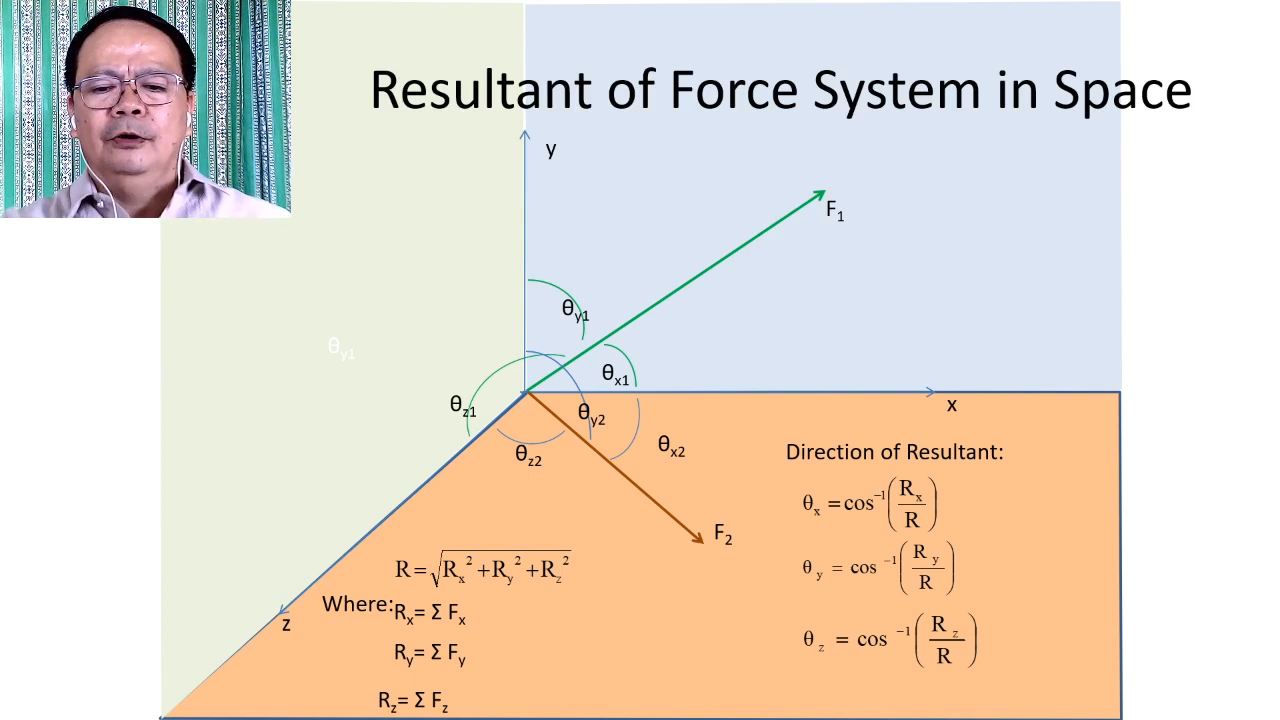 Resultant of Force System in Space
y
F₁
θy1
θy1
θx1
x
θz1
θy2
θx2
θz2
Direction of Resultant:
θx = cos⁻¹(Rx/R)
F₂
θy = cos⁻¹(Ry/R)
R = √(Rx² + Ry² + Rz²)
Where:
Rx= Σ Fx
z
θz = cos⁻¹(Rz/R)
Ry= Σ Fy
Rz= Σ Fz